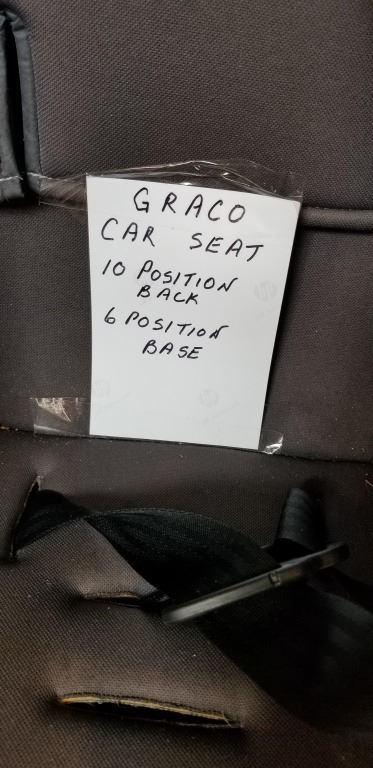 GRACO
CAR SEAT
10 POSITION
BACK
6 POSITION
BASE